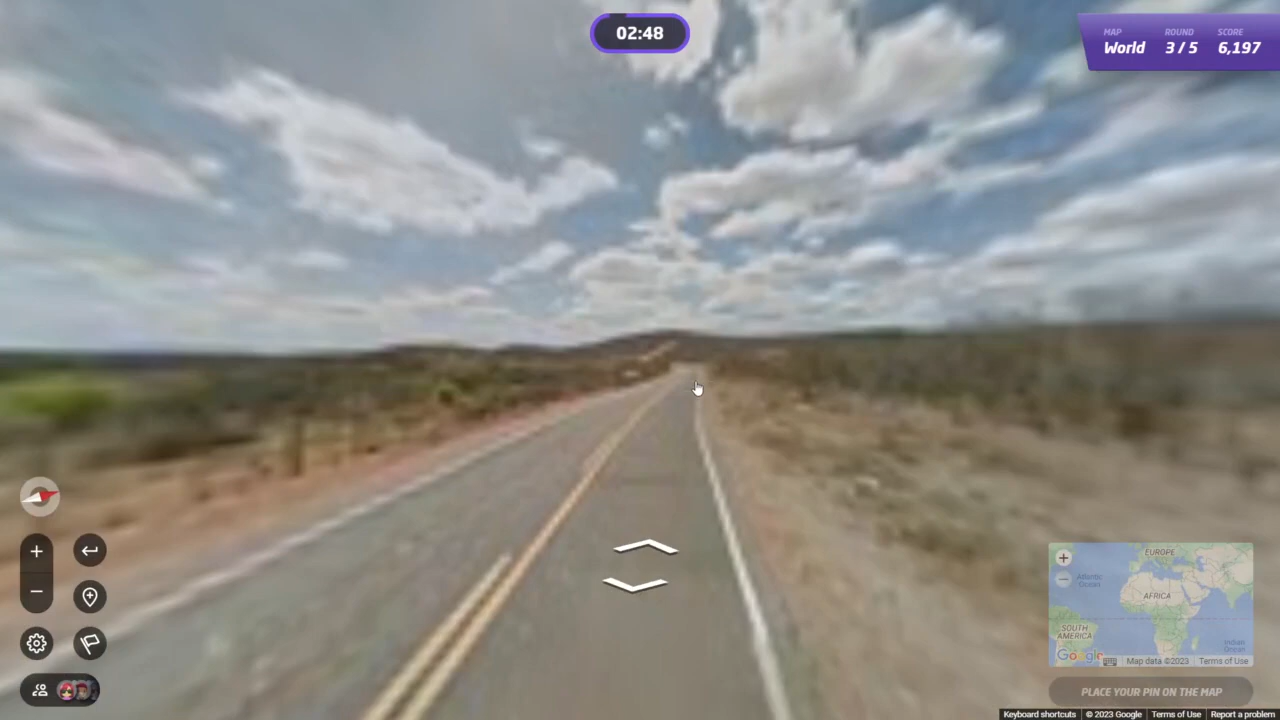 02:48
MAP ROUND SCORE
World 3 / 5 6,197
EUROPE
Atlantic
Ocean
AFRICA
SOUTH
AMERICA
Indian
Ocean
Google
Map data ©2023 Terms of Use
PLACE YOUR PIN ON THE MAP
Keyboard shortcuts © 2023 Google Terms of Use Report a problem